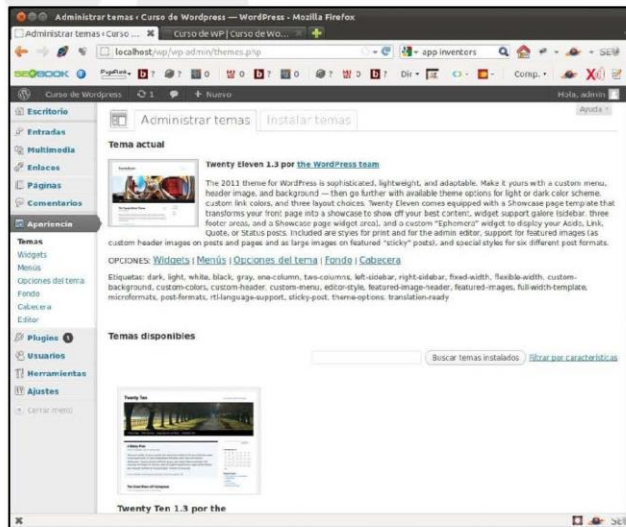 Administrar temas ‹ Curso de Wordpress — WordPress - Mozilla Firefox
Administrar temas ‹ Curso ...
Curso de WP | Curso de Wo...
localhost/wp/wp-admin/themes.php
app inventors
SEOBOOK
PageRank
Dir
Comp.
Curso de Wordpress 1 + Nuevo
Hola, admin
Escritorio
Entradas
Multimedia
Enlaces
Páginas
Comentarios
Apariencia
Temas
Widgets
Menús
Opciones del tema
Fondo
Cabecera
Editor
Plugins 1
Usuarios
Herramientas
Ajustes
Cerrar menú
Ayuda
Administrar temas
Instalar temas
Tema actual
Twenty Eleven 1.3 por the WordPress team
The 2011 theme for WordPress is sophisticated, lightweight, and adaptable. Make it yours with a custom menu,
header image, and background — then go further with available theme options for light or dark color scheme,
custom link colors, and three layout choices. Twenty Eleven comes equipped with a Showcase page template that
transforms your front page into a showcase to show off your best content, widget support galore (sidebar, three
footer areas, and a Showcase page widget area), and a custom "Ephemera" widget to display your Aside, Link,
Quote, or Status posts. Included are styles for print and for the admin editor, support for featured images (as
custom header images on posts and pages and as large images on featured "sticky" posts), and special styles for six different post formats.
OPCIONES: Widgets | Menús | Opciones del tema | Fondo | Cabecera
Etiquetas: dark, light, white, black, gray, one-column, two-columns, left-sidebar, right-sidebar, fixed-width, flexible-width, custom-
background, custom-colors, custom-header, custom-menu, editor-style, featured-image-header, featured-images, full-width-template,
microformats, post-formats, rtl-language-support, sticky-post, theme-options, translation-ready
Temas disponibles
Buscar temas instalados
Filtrar por características
Twenty Ten
Twenty Ten 1.3 por the